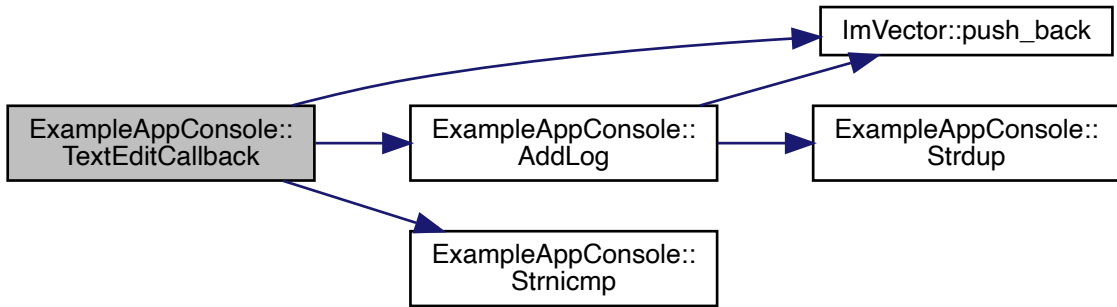 ExampleAppConsole::
TextEditCallback
ImVector::push_back
ExampleAppConsole::
AddLog
ExampleAppConsole::
Strdup
ExampleAppConsole::
Strnicmp